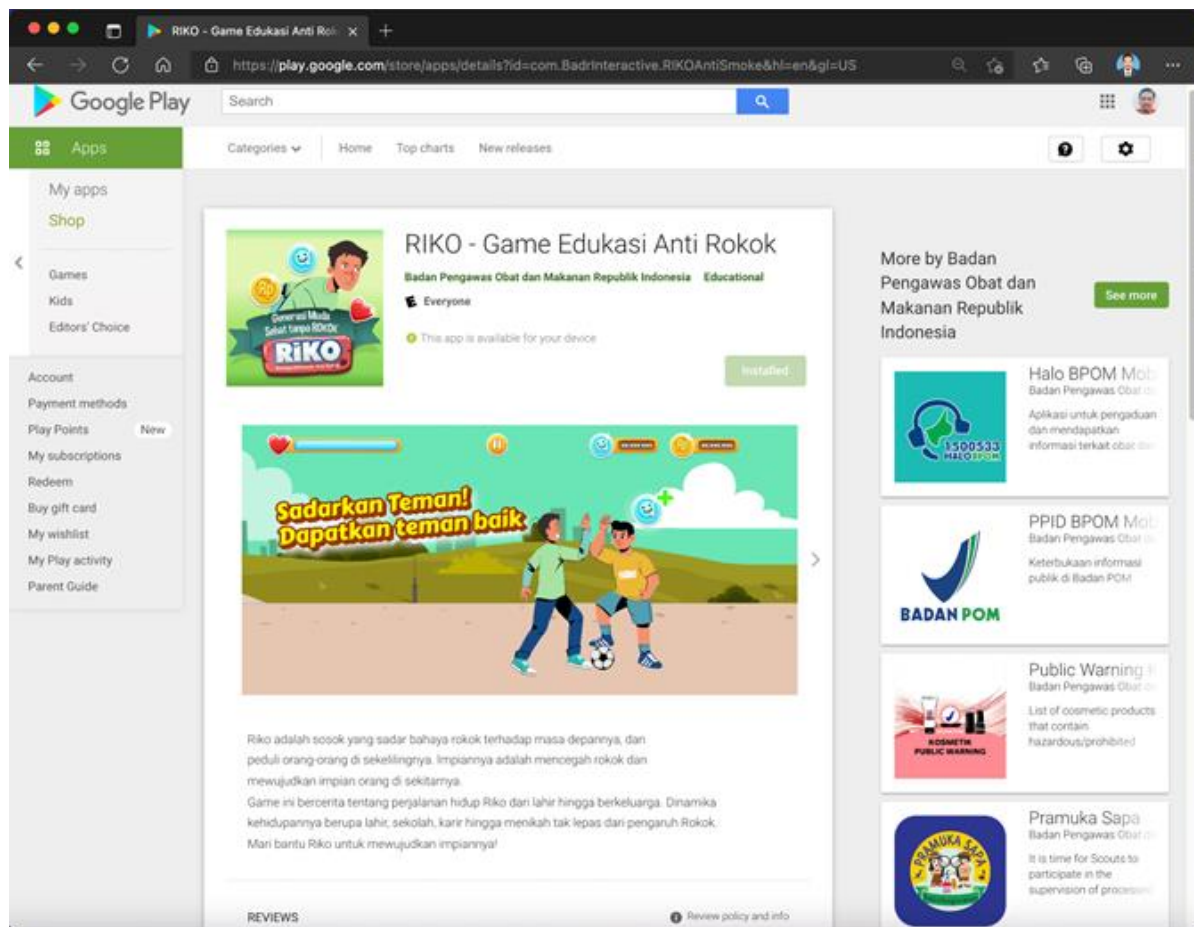 RIKO - Game Edukasi Anti Rok
https://play.google.com/store/apps/details?id=com.BadrInteractive.RIKOAntiSmoke&hl=en&gl=US
Google Play
Search
Apps
Categories
Home
Top charts
New releases
My apps
Shop
Games
Kids
Editors' Choice
Account
Payment methods
Play Points
New
My subscriptions
Redeem
Buy gift card
My wishlist
My Play activity
Parent Guide
Generasi Muda
Sehat tanpa ROKOK
RIKO
RIKO - Game Edukasi Anti Rokok
Badan Pengawas Obat dan Makanan Republik Indonesia Educational
E Everyone
This app is available for your device
Installed
Sadarkan Teman!
Dapatkan teman baik
Riko adalah sosok yang sadar bahaya rokok terhadap masa depannya, dan
peduli orang-orang di sekelilingnya. Impiannya adalah mencegah rokok dan
mewujudkan impian orang di sekitarnya.
Game ini bercerita tentang perjalanan hidup Riko dari lahir hingga berkeluarga. Dinamika
kehidupannya berupa lahir, sekolah, karir hingga menikah tak lepas dari pengaruh Rokok.
Mari bantu Riko untuk mewujudkan impiannya!
REVIEWS
Review policy and info
More by Badan
Pengawas Obat dan
Makanan Republik
Indonesia
See more
Halo BPOM Mob
Badan Pengawas Obat d
Aplikasi untuk pengaduan
dan mendapatkan
informasi terkait obat dan
1500533
HALOBPOM
PPID BPOM Mob
Badan Pengawas Obat d
Keterbukaan informasi
publik di Badan POM
BADAN POM
Public Warning
Badan Pengawas Obat d
List of cosmetic products
that contain
hazardous/prohibited
KOSMETIK
PUBLIC WARNING
Pramuka Sapa
Badan Pengawas Obat d
It is time for Scouts to
participate in the
supervision of
PRAMUKA SAPA